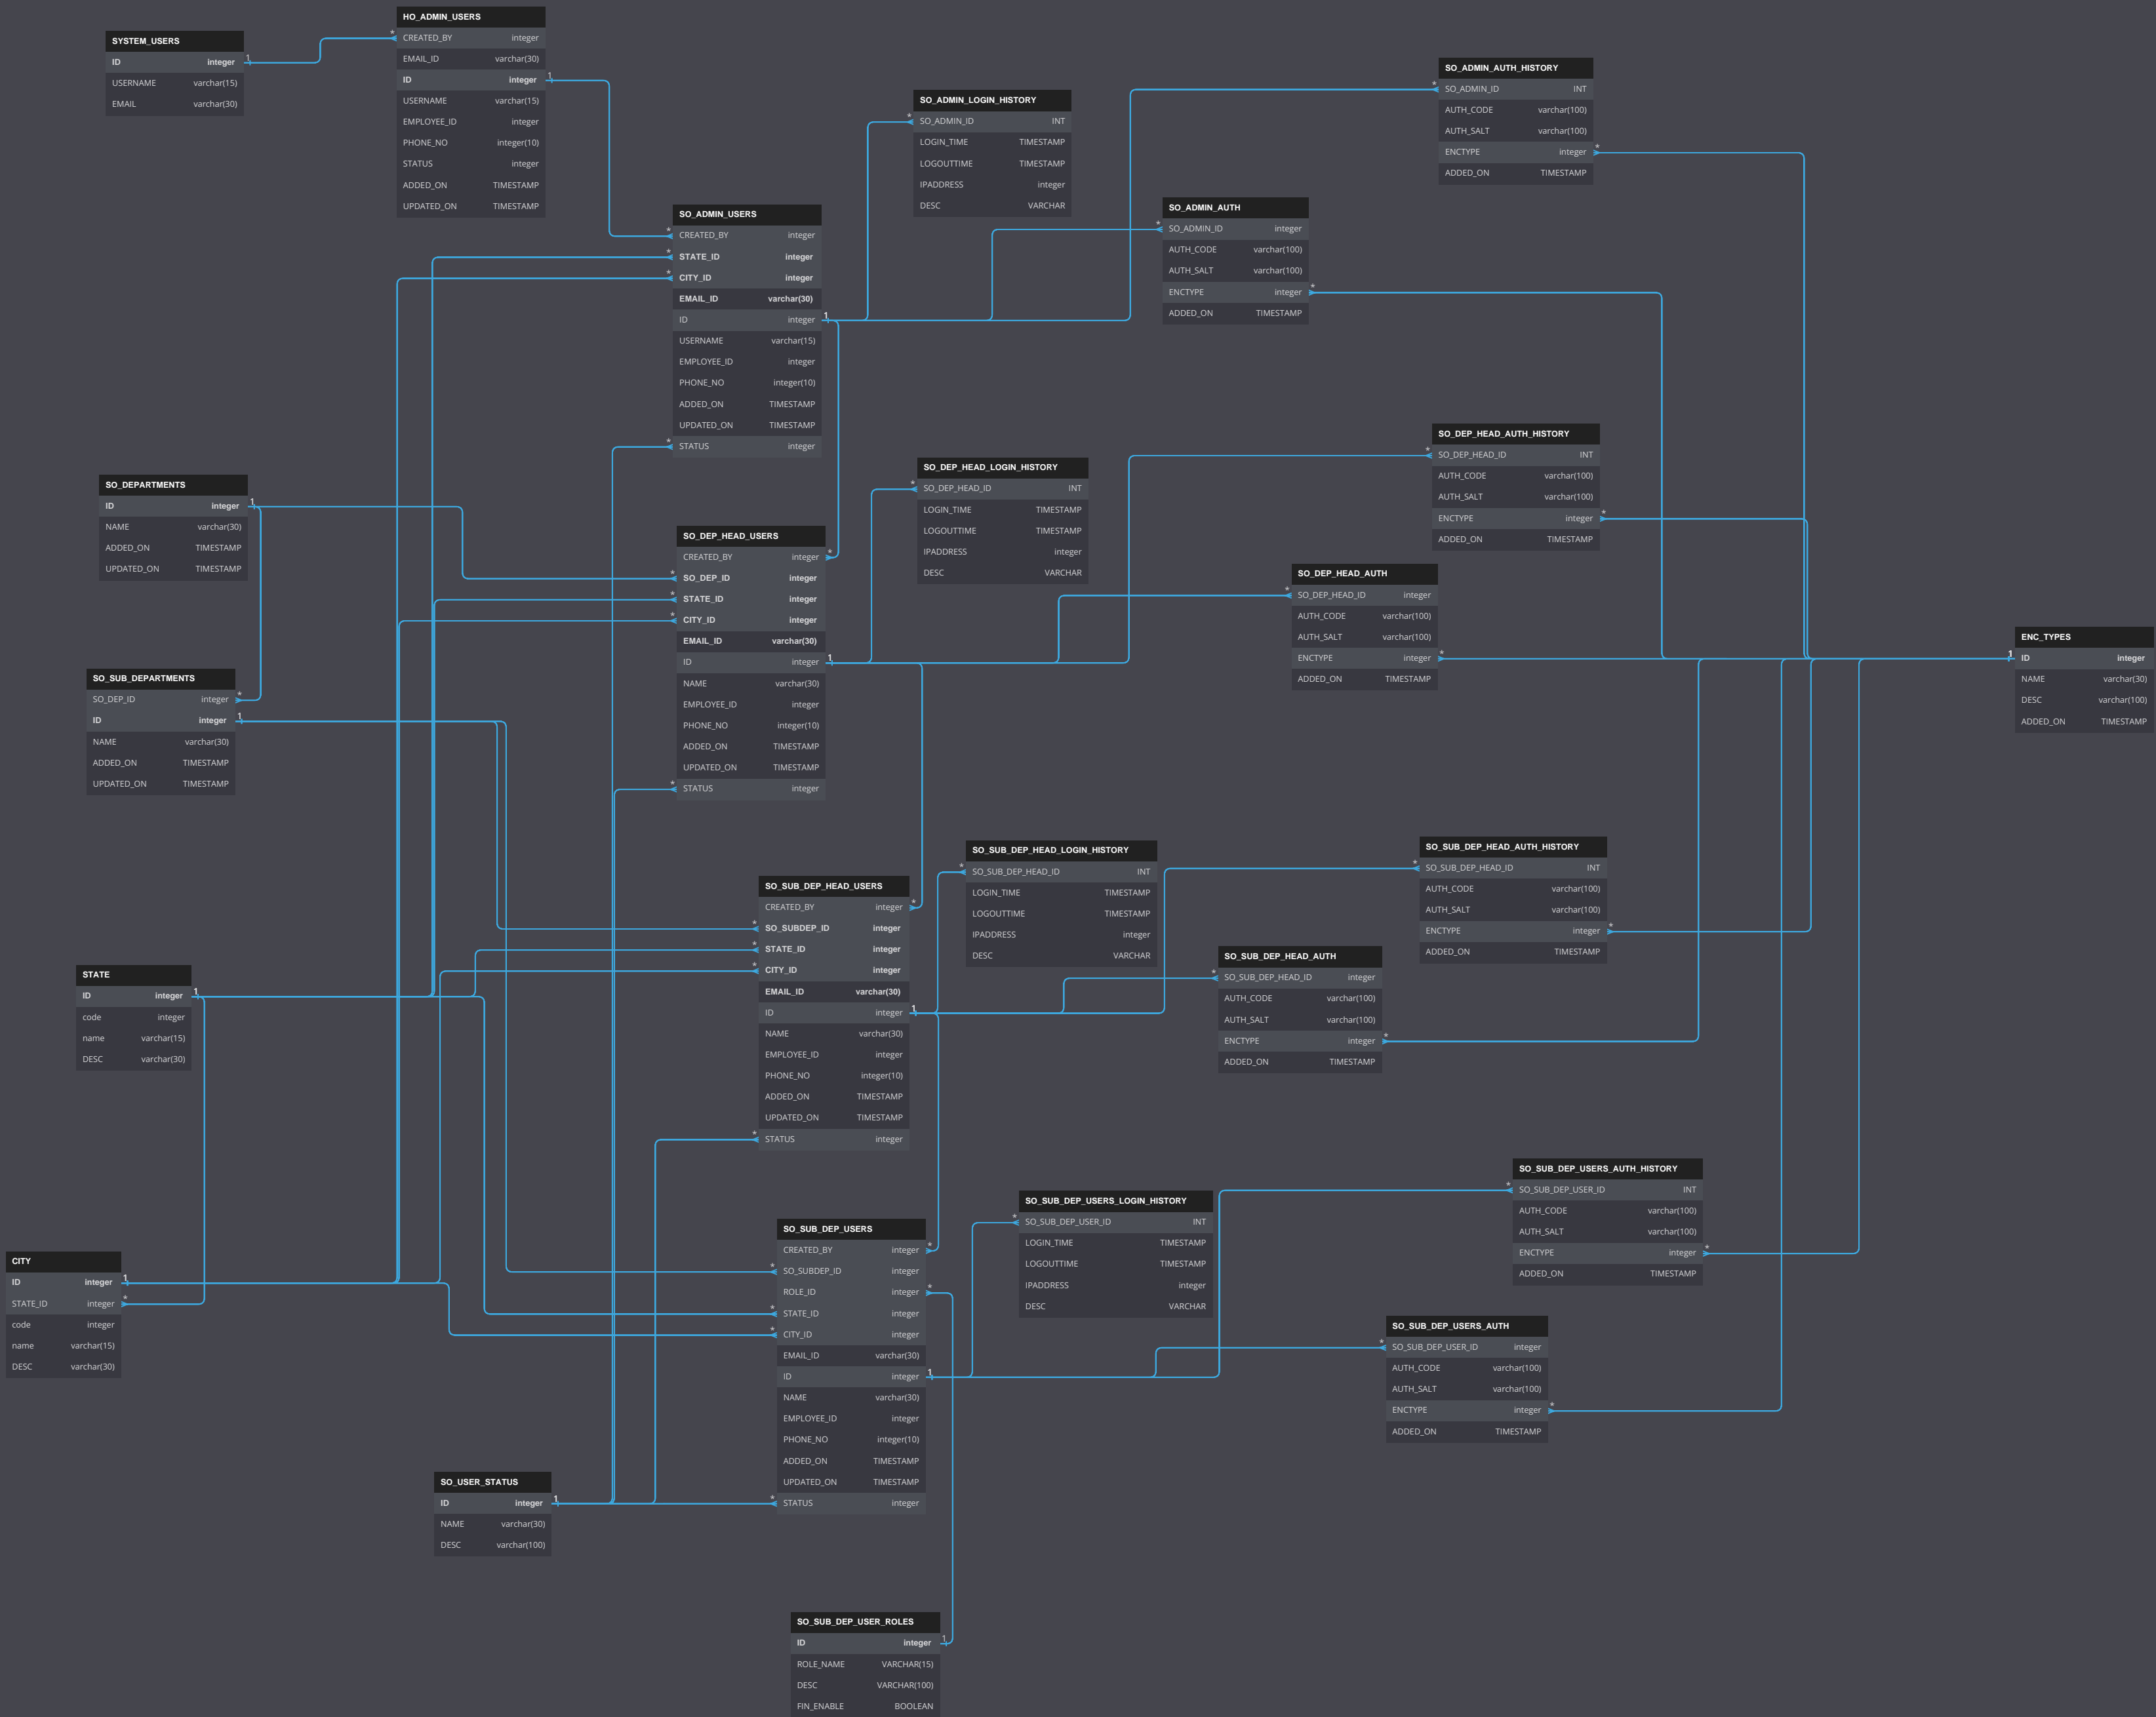 HO_ADMIN_USERS
CREATED_BY integer
EMAIL_ID varchar(30)
ID integer
USERNAME varchar(15)
EMPLOYEE_ID integer
PHONE_NO integer(10)
STATUS integer
ADDED_ON TIMESTAMP
UPDATED_ON TIMESTAMP
SYSTEM_USERS
ID integer
USERNAME varchar(15)
EMAIL varchar(30)
SO_ADMIN_AUTH_HISTORY
SO_ADMIN_ID INT
AUTH_CODE varchar(100)
AUTH_SALT varchar(100)
ENCTYPE integer
ADDED_ON TIMESTAMP
SO_ADMIN_LOGIN_HISTORY
SO_ADMIN_ID INT
LOGIN_TIME TIMESTAMP
LOGOUTTIME TIMESTAMP
IPADDRESS integer
DESC VARCHAR
SO_ADMIN_AUTH
SO_ADMIN_ID integer
AUTH_CODE varchar(100)
AUTH_SALT varchar(100)
ENCTYPE integer
ADDED_ON TIMESTAMP
SO_ADMIN_USERS
CREATED_BY integer
STATE_ID integer
CITY_ID integer
EMAIL_ID varchar(30)
ID integer
USERNAME varchar(15)
EMPLOYEE_ID integer
PHONE_NO integer(10)
ADDED_ON TIMESTAMP
UPDATED_ON TIMESTAMP
STATUS integer
SO_DEP_HEAD_AUTH_HISTORY
SO_DEP_HEAD_ID INT
AUTH_CODE varchar(100)
AUTH_SALT varchar(100)
ENCTYPE integer
ADDED_ON TIMESTAMP
SO_DEP_HEAD_LOGIN_HISTORY
SO_DEP_HEAD_ID INT
LOGIN_TIME TIMESTAMP
LOGOUTTIME TIMESTAMP
IPADDRESS integer
DESC VARCHAR
SO_DEPARTMENTS
ID integer
NAME varchar(30)
ADDED_ON TIMESTAMP
UPDATED_ON TIMESTAMP
SO_DEP_HEAD_USERS
CREATED_BY integer
SO_DEP_ID integer
STATE_ID integer
CITY_ID integer
EMAIL_ID varchar(30)
ID integer
NAME varchar(30)
EMPLOYEE_ID integer
PHONE_NO integer(10)
ADDED_ON TIMESTAMP
UPDATED_ON TIMESTAMP
STATUS integer
SO_DEP_HEAD_AUTH
SO_DEP_HEAD_ID integer
AUTH_CODE varchar(100)
AUTH_SALT varchar(100)
ENCTYPE integer
ADDED_ON TIMESTAMP
ENC_TYPES
ID integer
NAME varchar(30)
DESC varchar(100)
ADDED_ON TIMESTAMP
SO_SUB_DEPARTMENTS
SO_DEP_ID integer
ID integer
NAME varchar(30)
ADDED_ON TIMESTAMP
UPDATED_ON TIMESTAMP
SO_SUB_DEP_HEAD_AUTH_HISTORY
SO_SUB_DEP_HEAD_ID INT
AUTH_CODE varchar(100)
AUTH_SALT varchar(100)
ENCTYPE integer
ADDED_ON TIMESTAMP
SO_SUB_DEP_HEAD_LOGIN_HISTORY
SO_SUB_DEP_HEAD_ID INT
LOGIN_TIME TIMESTAMP
LOGOUTTIME TIMESTAMP
IPADDRESS integer
DESC VARCHAR
SO_SUB_DEP_HEAD_USERS
CREATED_BY integer
SO_SUBDEP_ID integer
STATE_ID integer
CITY_ID integer
EMAIL_ID varchar(30)
ID integer
NAME varchar(30)
EMPLOYEE_ID integer
PHONE_NO integer(10)
ADDED_ON TIMESTAMP
UPDATED_ON TIMESTAMP
STATUS integer
SO_SUB_DEP_HEAD_AUTH
SO_SUB_DEP_HEAD_ID integer
AUTH_CODE varchar(100)
AUTH_SALT varchar(100)
ENCTYPE integer
ADDED_ON TIMESTAMP
STATE
ID integer
code integer
name varchar(15)
DESC varchar(30)
SO_SUB_DEP_USERS_AUTH_HISTORY
SO_SUB_DEP_USER_ID INT
AUTH_CODE varchar(100)
AUTH_SALT varchar(100)
ENCTYPE integer
ADDED_ON TIMESTAMP
SO_SUB_DEP_USERS_LOGIN_HISTORY
SO_SUB_DEP_USER_ID INT
LOGIN_TIME TIMESTAMP
LOGOUTTIME TIMESTAMP
IPADDRESS integer
DESC VARCHAR
SO_SUB_DEP_USERS
CREATED_BY integer
SO_SUBDEP_ID integer
ROLE_ID integer
STATE_ID integer
CITY_ID integer
EMAIL_ID varchar(30)
ID integer
NAME varchar(30)
EMPLOYEE_ID integer
PHONE_NO integer(10)
ADDED_ON TIMESTAMP
UPDATED_ON TIMESTAMP
STATUS integer
CITY
ID integer
STATE_ID integer
code integer
name varchar(15)
DESC varchar(30)
SO_SUB_DEP_USERS_AUTH
SO_SUB_DEP_USER_ID integer
AUTH_CODE varchar(100)
AUTH_SALT varchar(100)
ENCTYPE integer
ADDED_ON TIMESTAMP
SO_USER_STATUS
ID integer
NAME varchar(30)
DESC varchar(100)
SO_SUB_DEP_USER_ROLES
ID integer
ROLE_NAME VARCHAR(15)
DESC VARCHAR(100)
FIN_ENABLE BOOLEAN